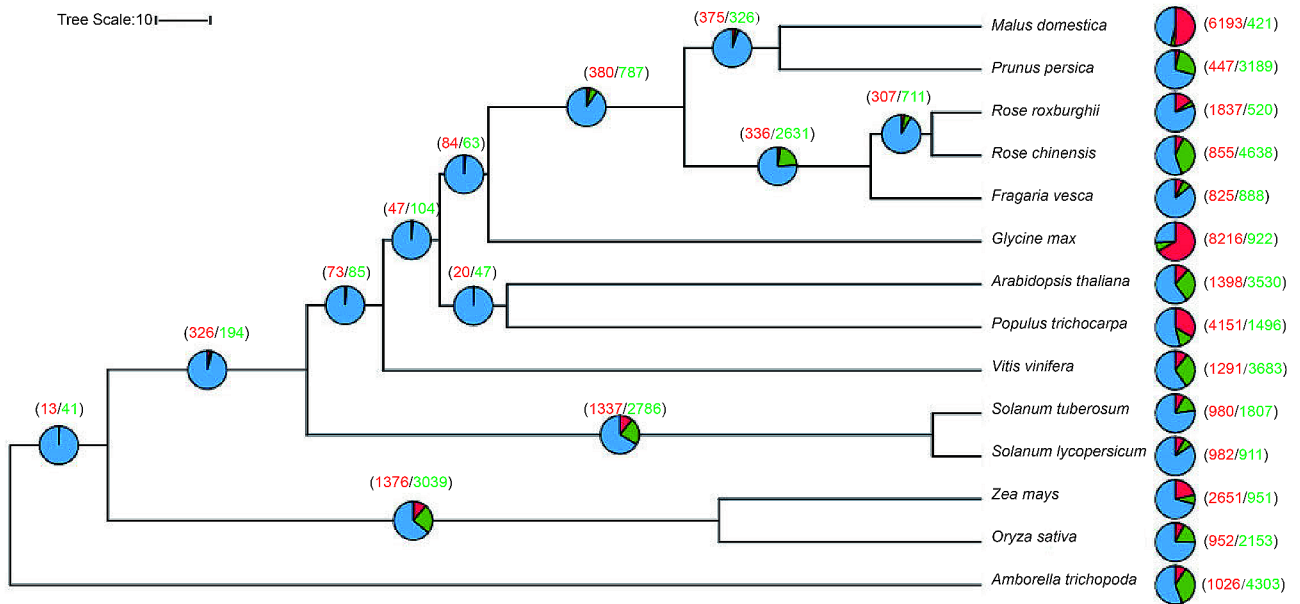 Tree Scale:10
(375/326)
Malus domestica (6193/421)
(380/787)
Prunus persica (447/3189)
(307/711)
Rose roxburghii (1837/520)
(84/63)
(336/2631)
Rose chinensis (855/4638)
Fragaria vesca (825/888)
(47/104)
Glycine max (8216/922)
(73/85)
(20/47)
Arabidopsis thaliana (1398/3530)
Populus trichocarpa (4151/1496)
(326/194)
Vitis vinifera (1291/3683)
(13/41)
(1337/2786)
Solanum tuberosum (980/1807)
Solanum lycopersicum (982/911)
(1376/3039)
Zea mays (2651/951)
Oryza sativa (952/2153)
Amborella trichopoda (1026/4303)